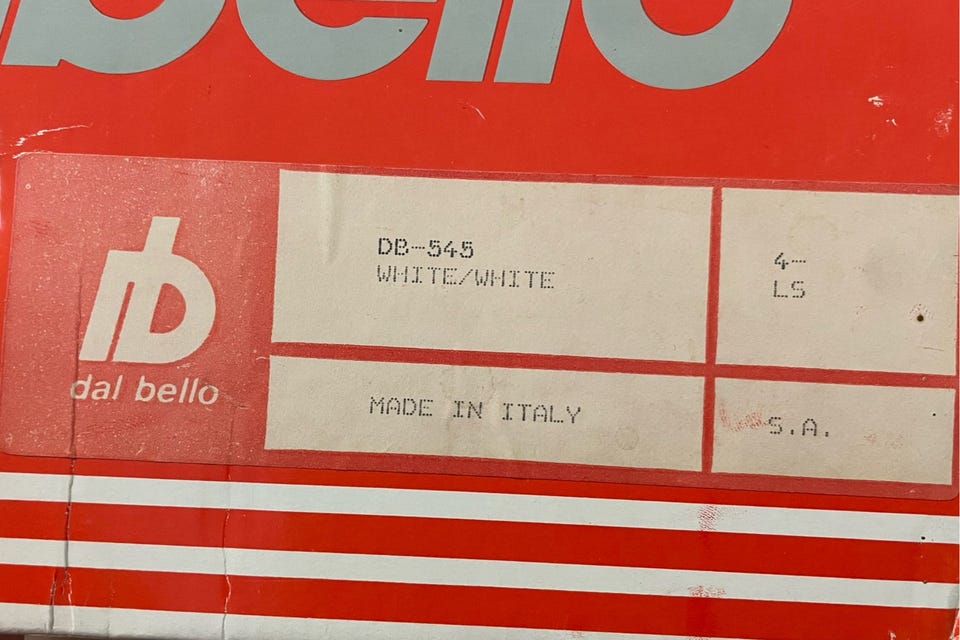 bello
DB-545
WHITE/WHITE
4-
LS
dal bello
MADE IN ITALY
S.A.